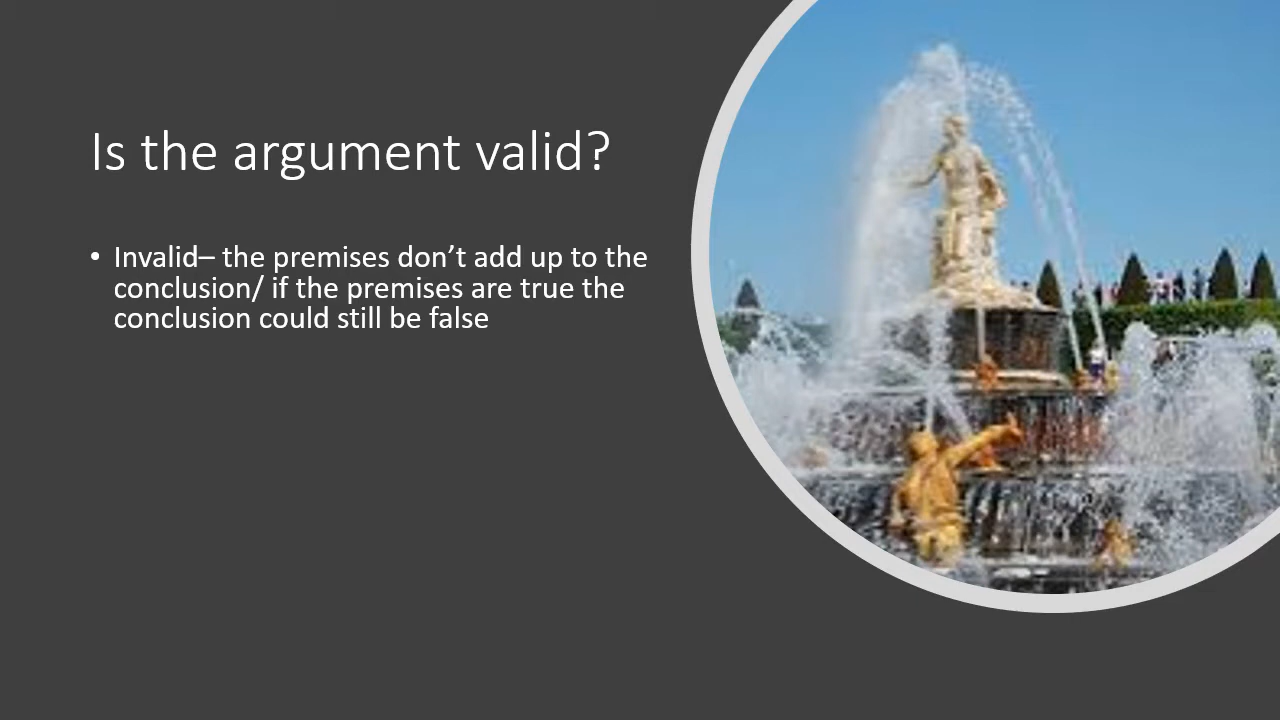 Is the argument valid?
• Invalid– the premises don’t add up to the
conclusion/ if the premises are true the
conclusion could still be false